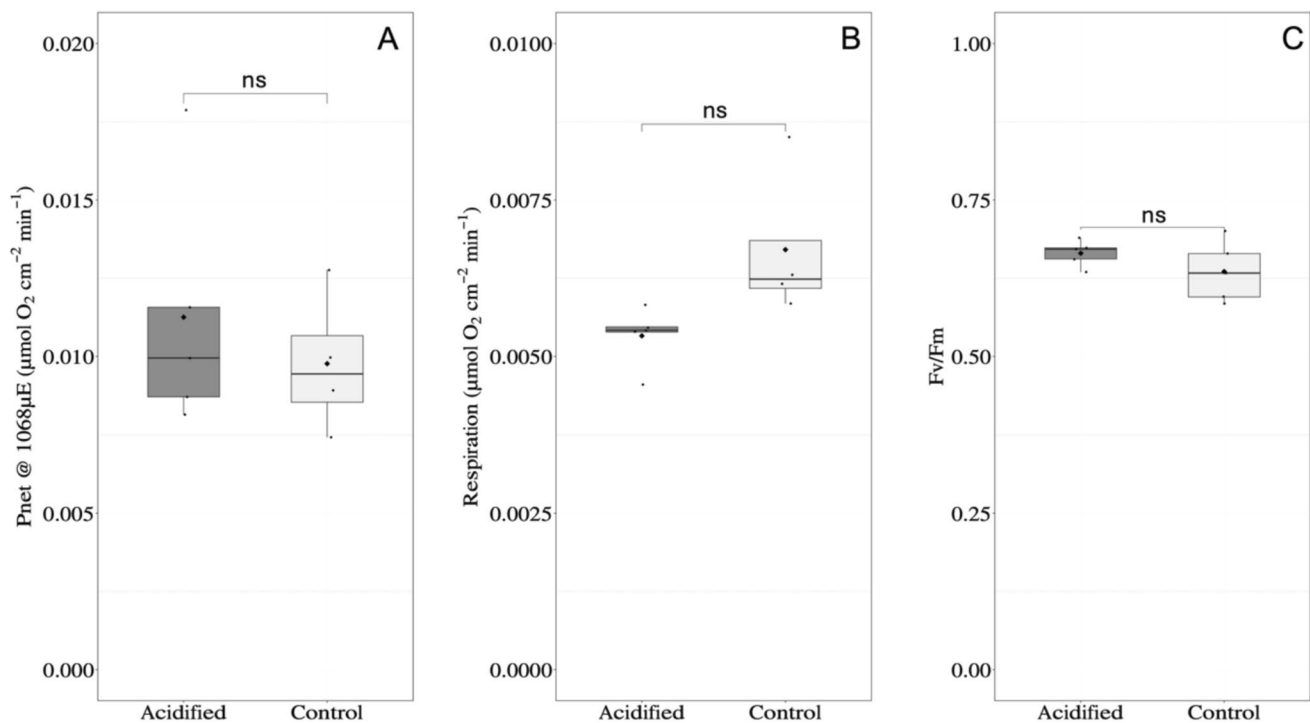 A
ns
0.020
0.015
0.010
0.005
0.000
Pnet @ 1068μE (μmol O₂ cm⁻² min⁻¹)
Acidified Control
B
ns
0.0100
0.0075
0.0050
0.0025
0.0000
Respiration (μmol O₂ cm⁻² min⁻¹)
Acidified Control
C
ns
1.00
0.75
0.50
0.25
0.00
Fv/Fm
Acidified Control